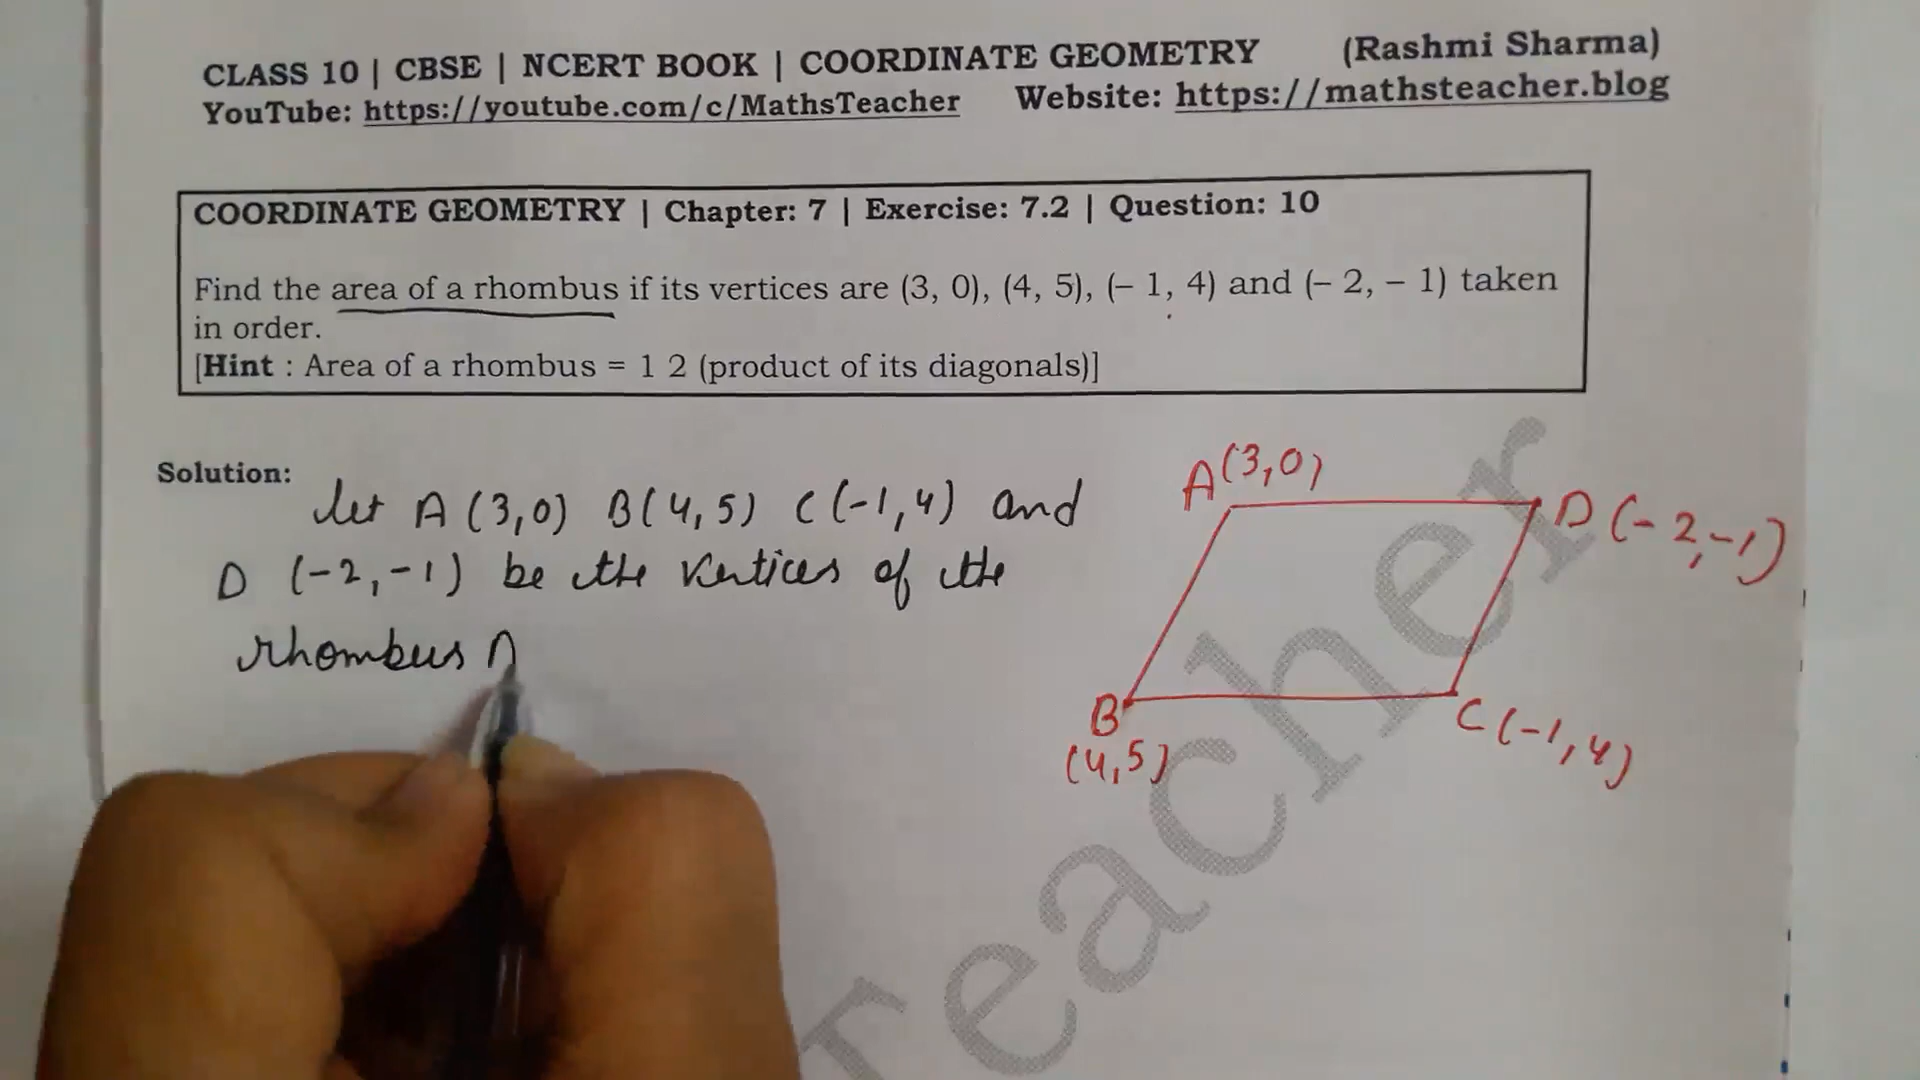 CLASS 10 | CBSE | NCERT BOOK | COORDINATE GEOMETRY (Rashmi Sharma)
YouTube: https://youtube.com/c/MathsTeacher Website: https://mathsteacher.blog
COORDINATE GEOMETRY | Chapter: 7 | Exercise: 7.2 | Question: 10
Find the area of a rhombus if its vertices are (3, 0), (4, 5), (– 1, 4) and (– 2, – 1) taken
in order.
[Hint : Area of a rhombus = 1 2 (product of its diagonals)]
Solution:
let A (3,0) B(4,5) C(-1,4) and
D (-2,-1) be the vertices of the
rhombus A
A(3,0)
D(-2,-1)
B
(4,5)
C(-1,4)
eacher